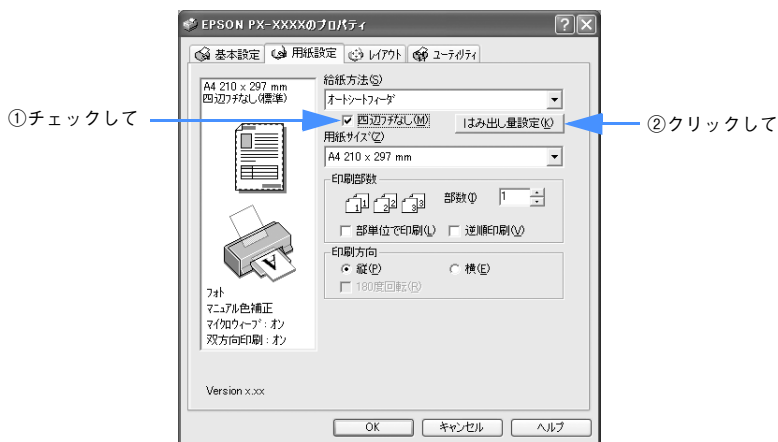 EPSON PX-XXXXのプロパティ
基本設定 用紙設定 レイアウト ユーティリティ
A4 210 x 297 mm
四辺フチなし(標準)
給紙方法(S)
オートシートフィーダ
①チェックして
四辺フチなし(M)
はみ出し量設定(K)
②クリックして
用紙サイズ(Z)
A4 210 x 297 mm
印刷部数
1 1 2 2 3 3
部数(I) 1
部単位で印刷(L) 逆順印刷(V)
印刷方向
縦(P) 横(E)
180度回転(R)
A
フォト
マニュアル色補正
マイクロウィーブ : オン
双方向印刷 : オン
Version x.xx
OK キャンセル ヘルプ